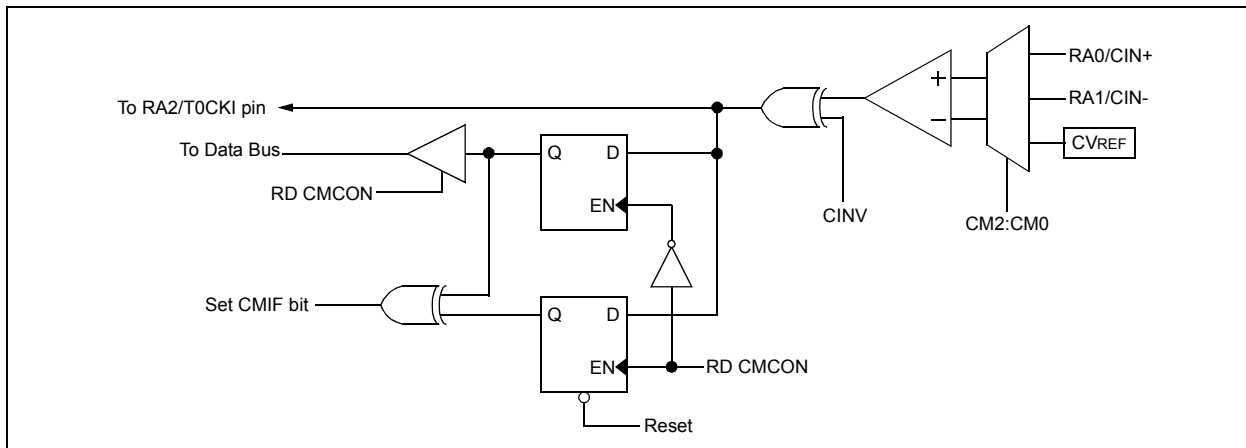 RA0/CIN+
To RA2/T0CKI pin
RA1/CIN-
To Data Bus
Q D
CVREF
RD CMCON
EN
CINV
CM2:CM0
Set CMIF bit
Q D
EN
RD CMCON
Reset